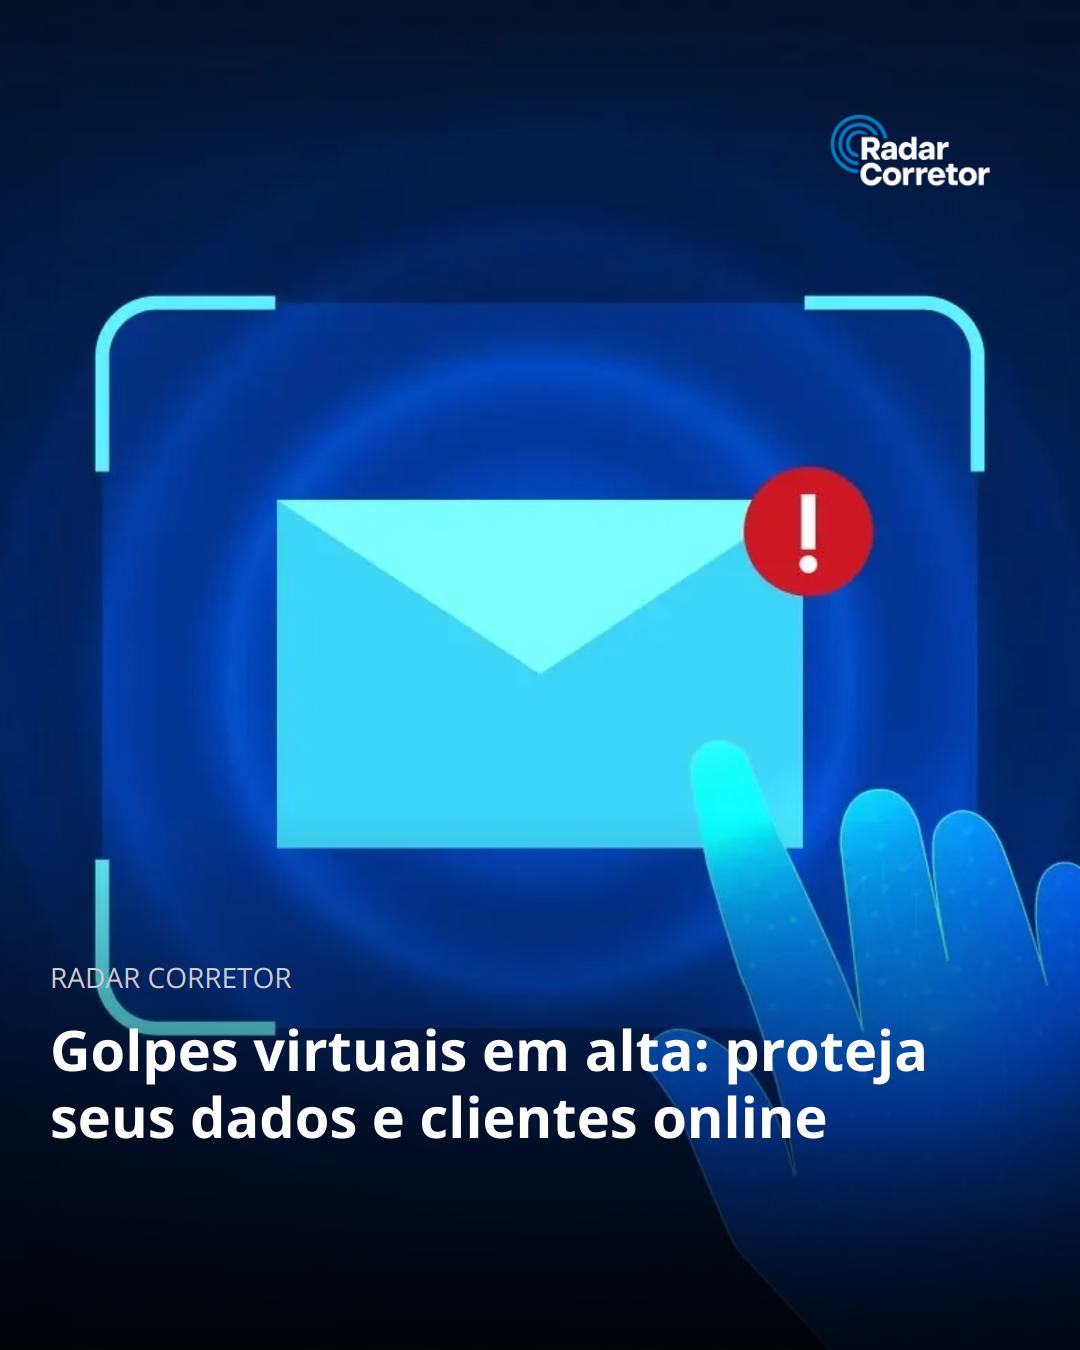 Radar
Corretor
!
RADAR CORRETOR
Golpes virtuais em alta: proteja
seus dados e clientes online